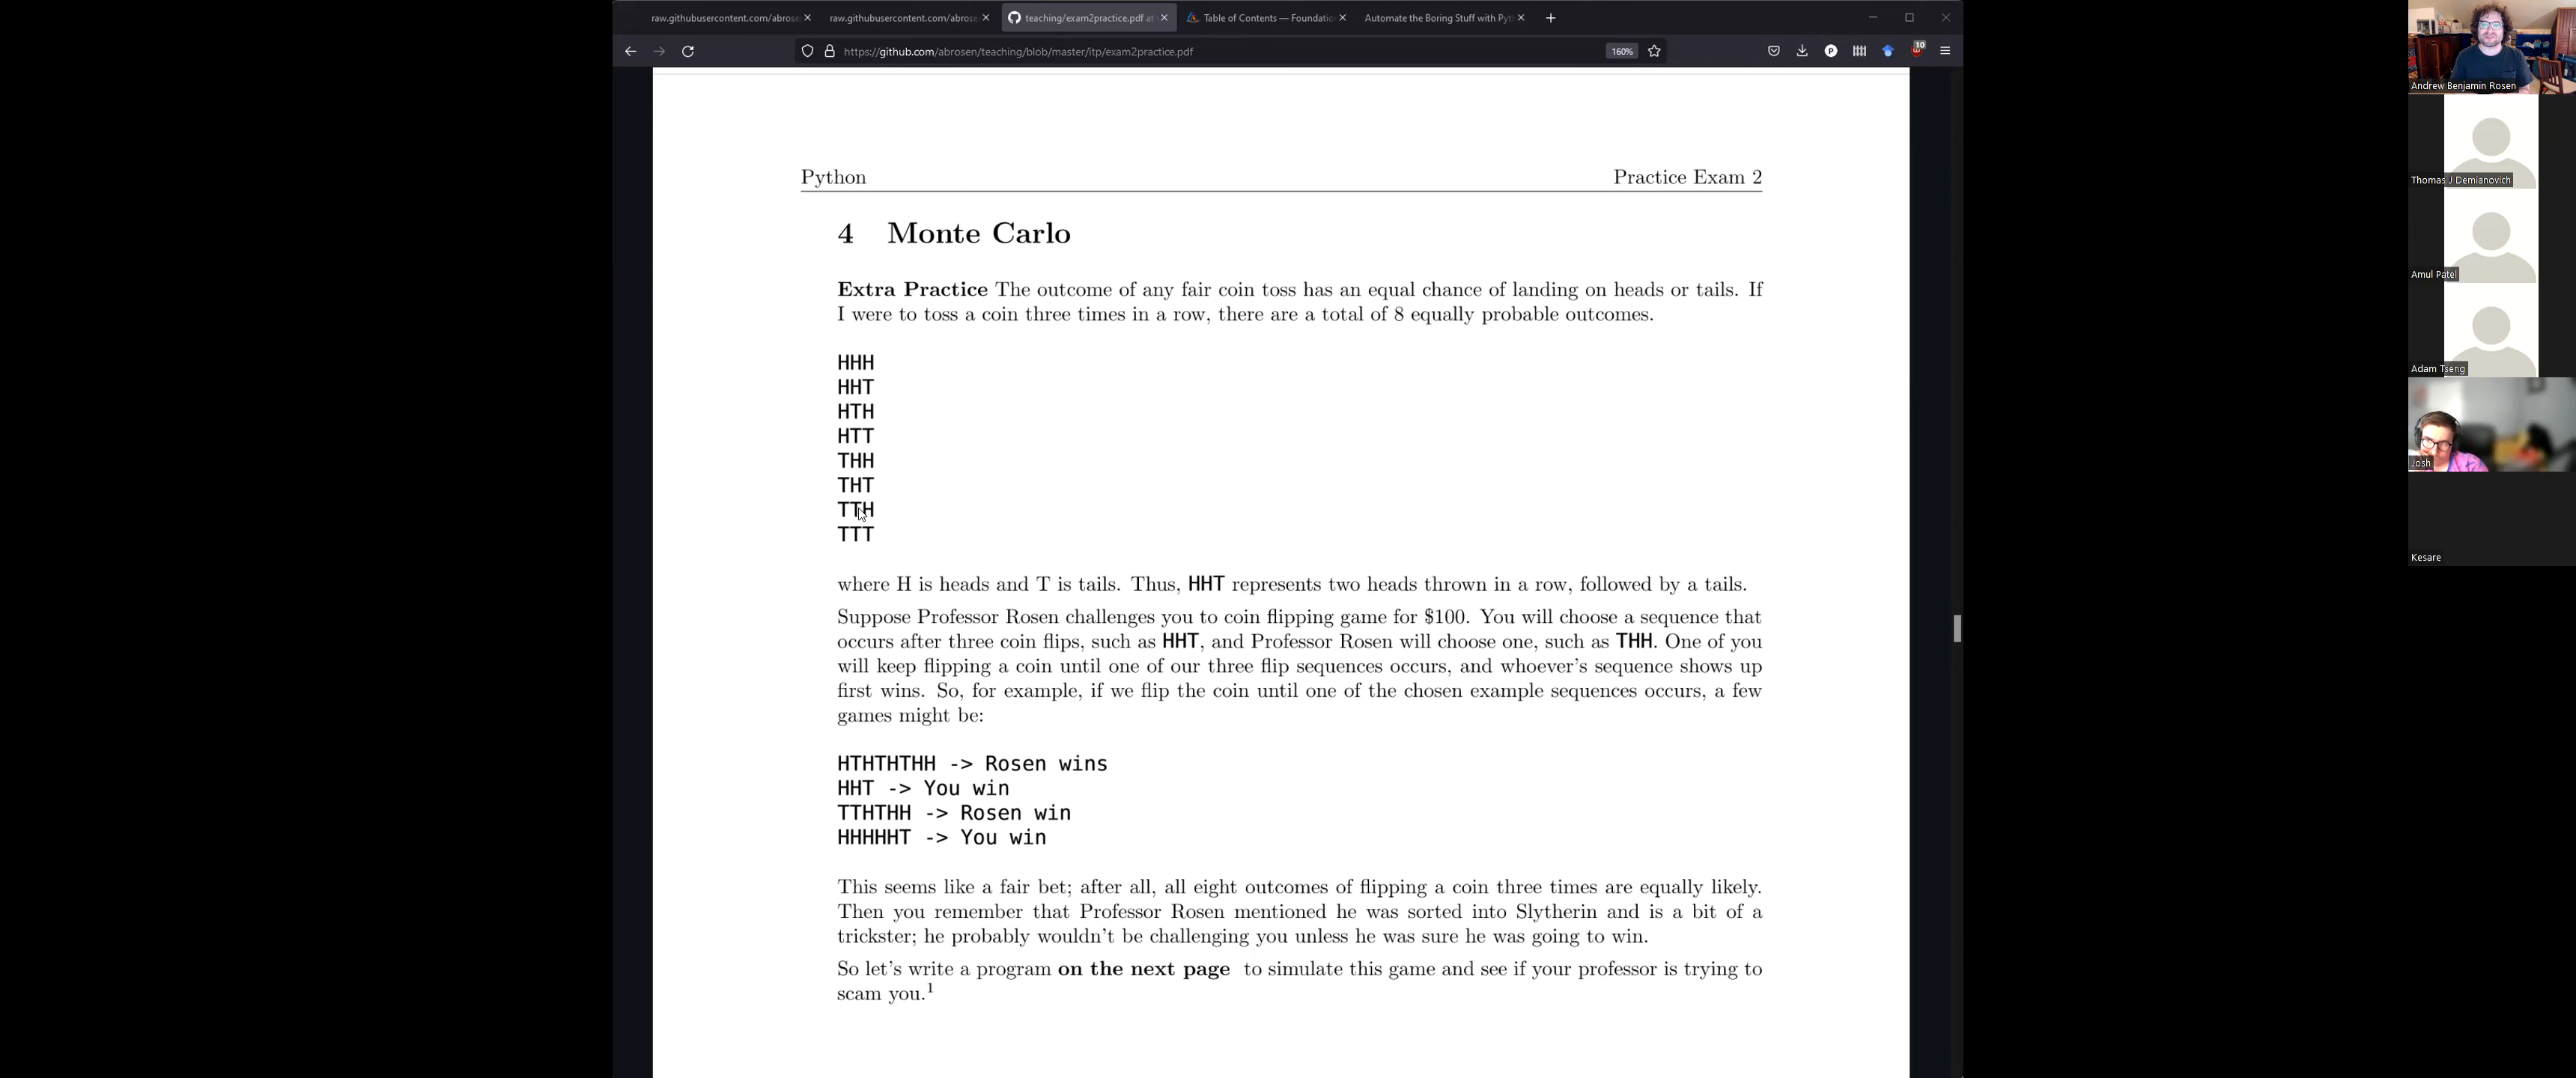 raw.githubusercontent.com/abrose
raw.githubusercontent.com/abrose
teaching/exam2practice.pdf at
Table of Contents — Foundatio
Automate the Boring Stuff with Pyt
https://github.com/abrosen/teaching/blob/master/itp/exam2practice.pdf
160%
10
Python Practice Exam 2
4 Monte Carlo
Extra Practice The outcome of any fair coin toss has an equal chance of landing on heads or tails. If
I were to toss a coin three times in a row, there are a total of 8 equally probable outcomes.
HHH
HHT
HTH
HTT
THH
THT
TTH
TTT
where H is heads and T is tails. Thus, HHT represents two heads thrown in a row, followed by a tails.
Suppose Professor Rosen challenges you to coin flipping game for $100. You will choose a sequence that
occurs after three coin flips, such as HHT, and Professor Rosen will choose one, such as THH. One of you
will keep flipping a coin until one of our three flip sequences occurs, and whoever's sequence shows up
first wins. So, for example, if we flip the coin until one of the chosen example sequences occurs, a few
games might be:
HTHTHTHH -> Rosen wins
HHT -> You win
TTHTHH -> Rosen win
HHHHHT -> You win
This seems like a fair bet; after all, all eight outcomes of flipping a coin three times are equally likely.
Then you remember that Professor Rosen mentioned he was sorted into Slytherin and is a bit of a
trickster; he probably wouldn't be challenging you unless he was sure he was going to win.
So let's write a program on the next page to simulate this game and see if your professor is trying to
scam you.1
Andrew Benjamin Rosen
Thomas J Demianovich
Amul Patel
Adam Tseng
Josh
Kesare